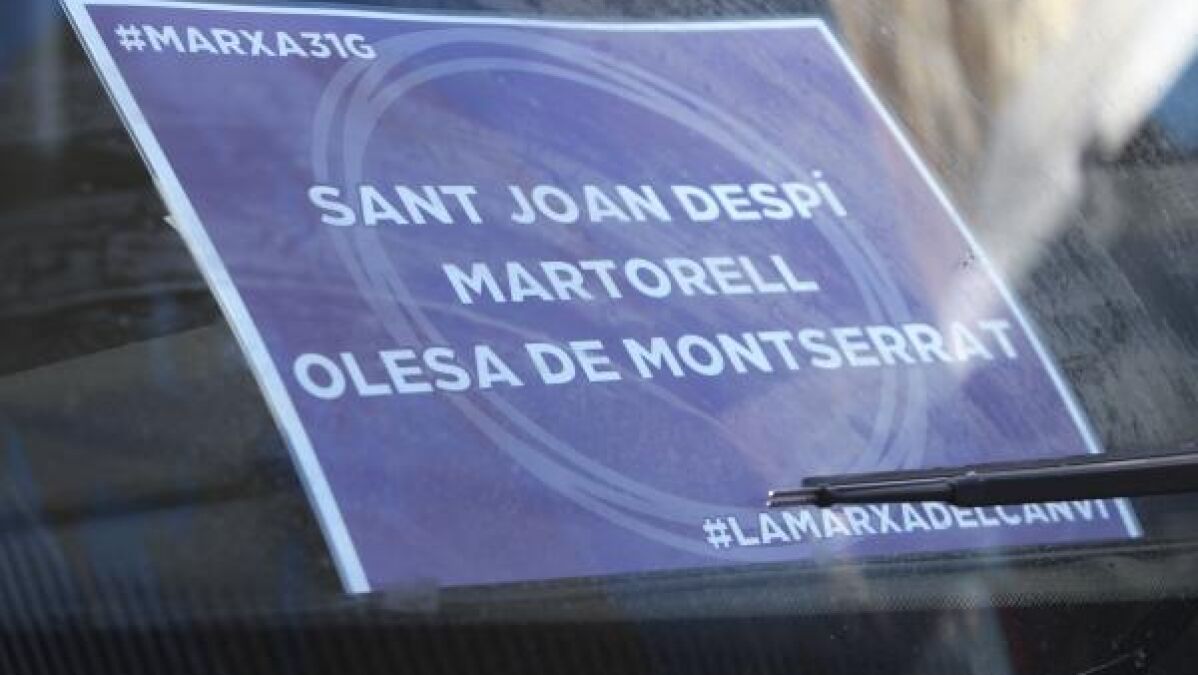 #MARXA31G
SANT JOAN DESPÍ
MARTORELL
OLESA DE MONTSERRAT
#LAMARXADELCANVI